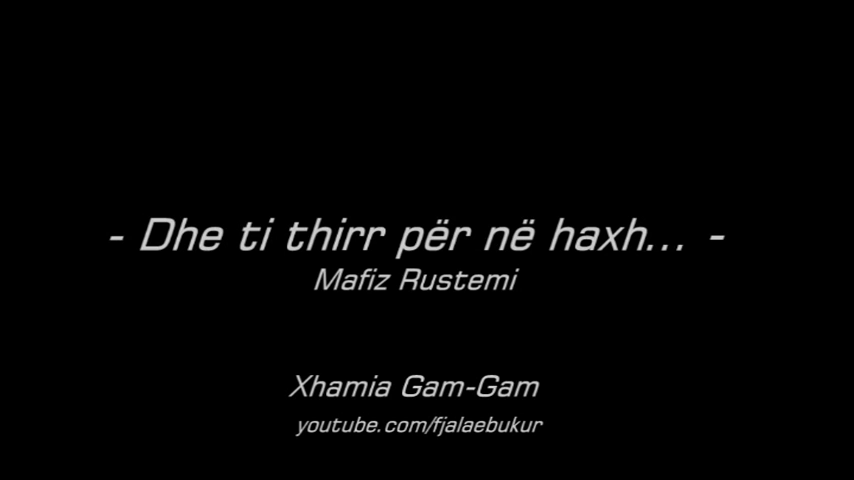 - Dhe ti thirr për në haxh... -
Mafiz Rustemi
Xhamia Gam-Gam
youtube.com/fjalaebukur